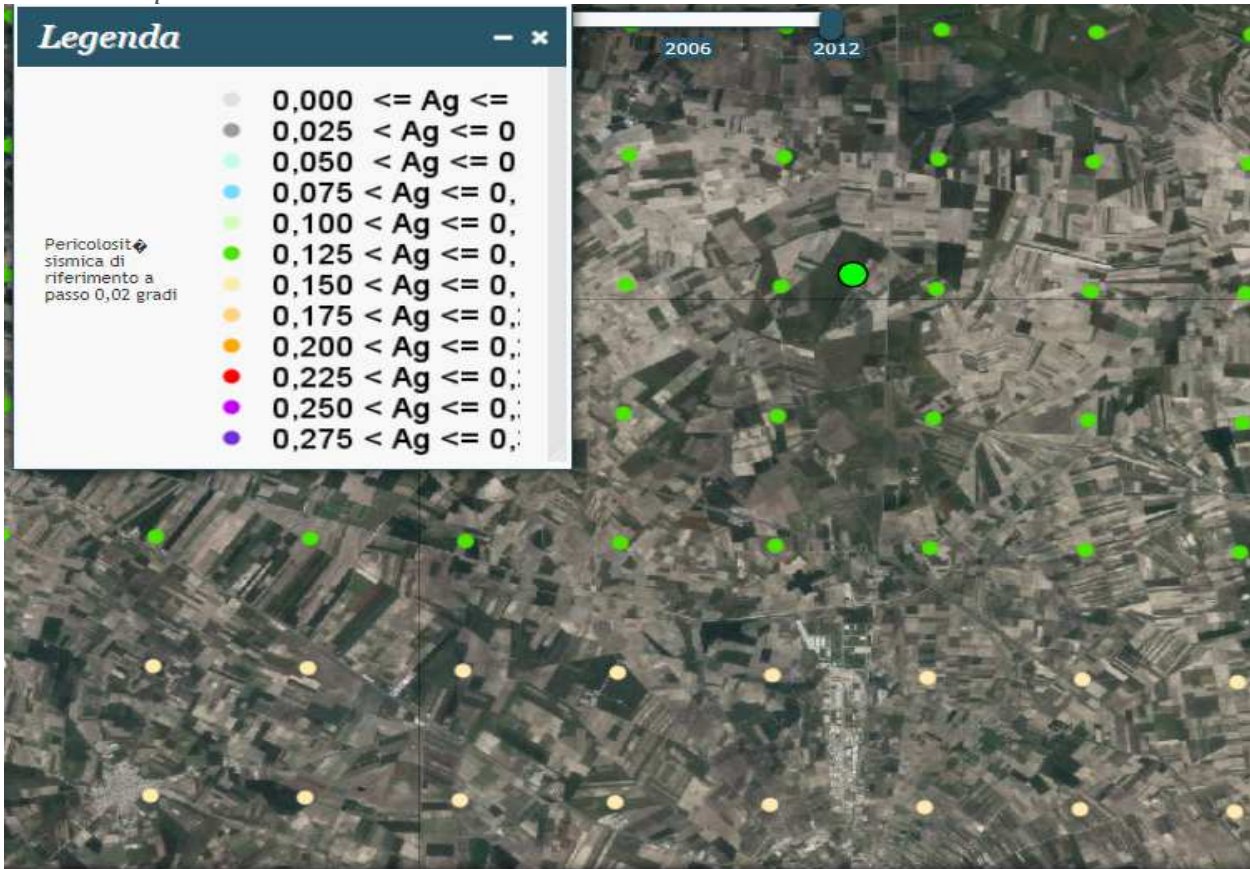 Legenda
2006
2012
0,000 <= Ag <=
0,025 < Ag <= 0
0,050 < Ag <= 0
0,075 < Ag <= 0,
0,100 < Ag <= 0,
0,125 < Ag <= 0,
0,150 < Ag <= 0,
0,175 < Ag <= 0,
0,200 < Ag <= 0,
0,225 < Ag <= 0,
0,250 < Ag <= 0,
0,275 < Ag <= 0,
Pericolosit�
sismica di
riferimento a
passo 0,02 gradi